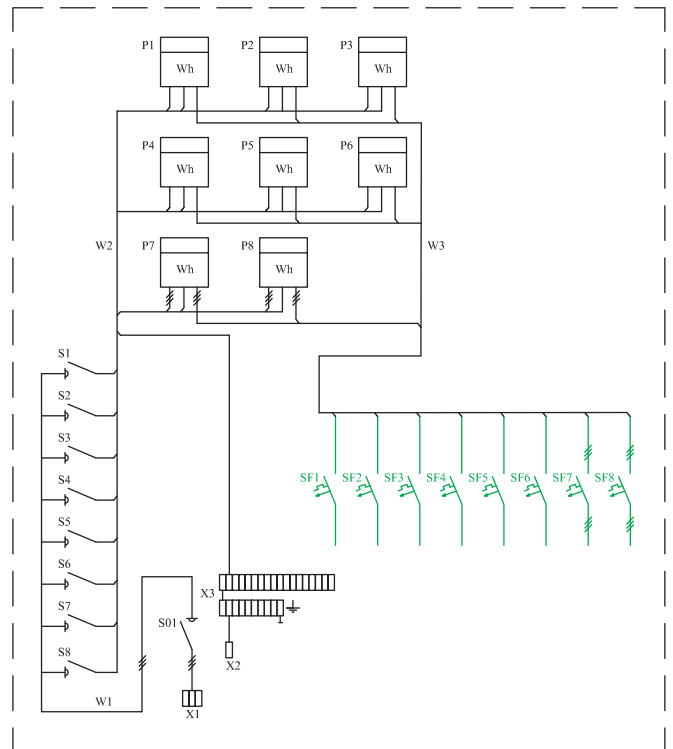 P1 P2 P3
Wh Wh Wh
P4 P5 P6
Wh Wh Wh
W2 P7 P8 W3
Wh Wh
S1
S2
S3
S4
SF1 SF2 SF3 SF4 SF5 SF6 SF7 SF8
S5
S6
X3
S7
S01
S8
X2
W1
X1